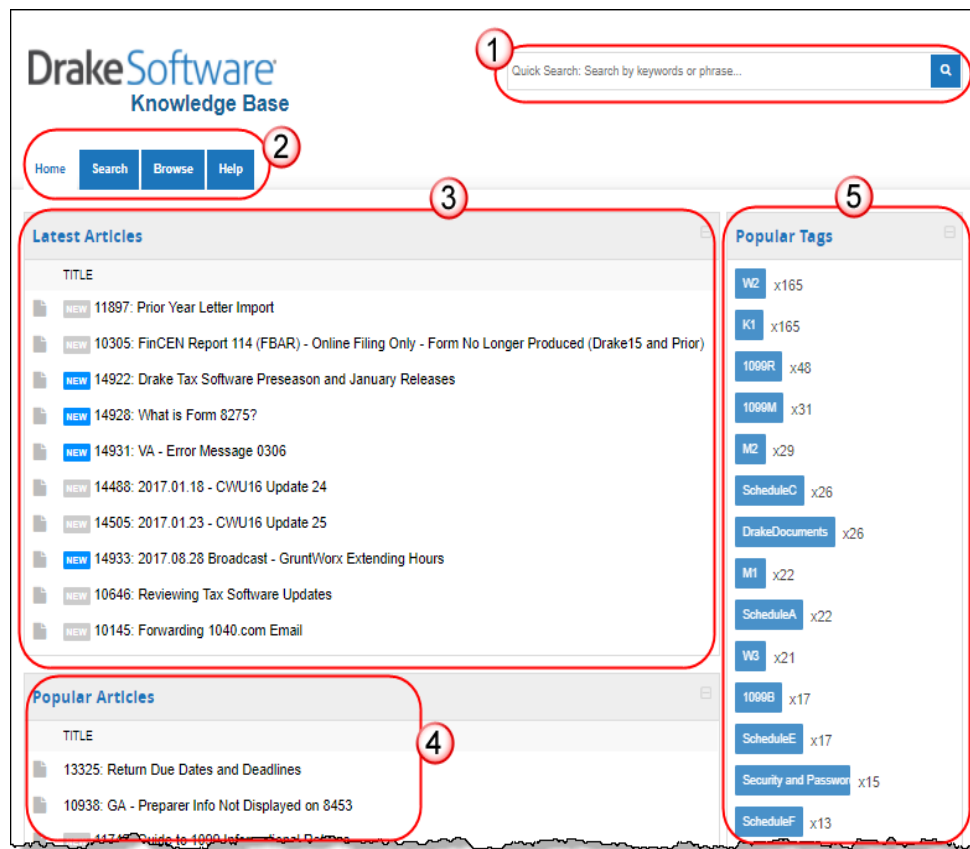 1
DrakeSoftware
Knowledge Base
Quick Search: Search by keywords or phrase...
2
Home Search Browse Help
3
Latest Articles
TITLE
NEW 11897: Prior Year Letter Import
NEW 10305: FinCEN Report 114 (FBAR) - Online Filing Only - Form No Longer Produced (Drake15 and Prior)
NEW 14922: Drake Tax Software Preseason and January Releases
NEW 14928: What is Form 8275?
NEW 14931: VA - Error Message 0306
NEW 14488: 2017.01.18 - CWU16 Update 24
NEW 14505: 2017.01.23 - CWU16 Update 25
NEW 14933: 2017.08.28 Broadcast - GruntWorx Extending Hours
NEW 10646: Reviewing Tax Software Updates
NEW 10145: Forwarding 1040.com Email
Popular Articles
4
TITLE
13325: Return Due Dates and Deadlines
10938: GA - Preparer Info Not Displayed on 8453
Guide to 1099 Informational Returns
5
Popular Tags
W2 x165
K1 x165
1099R x48
1099M x31
M2 x29
ScheduleC x26
DrakeDocuments x26
M1 x22
ScheduleA x22
W3 x21
1099B x17
ScheduleE x17
Security and Passwor x15
ScheduleF x13